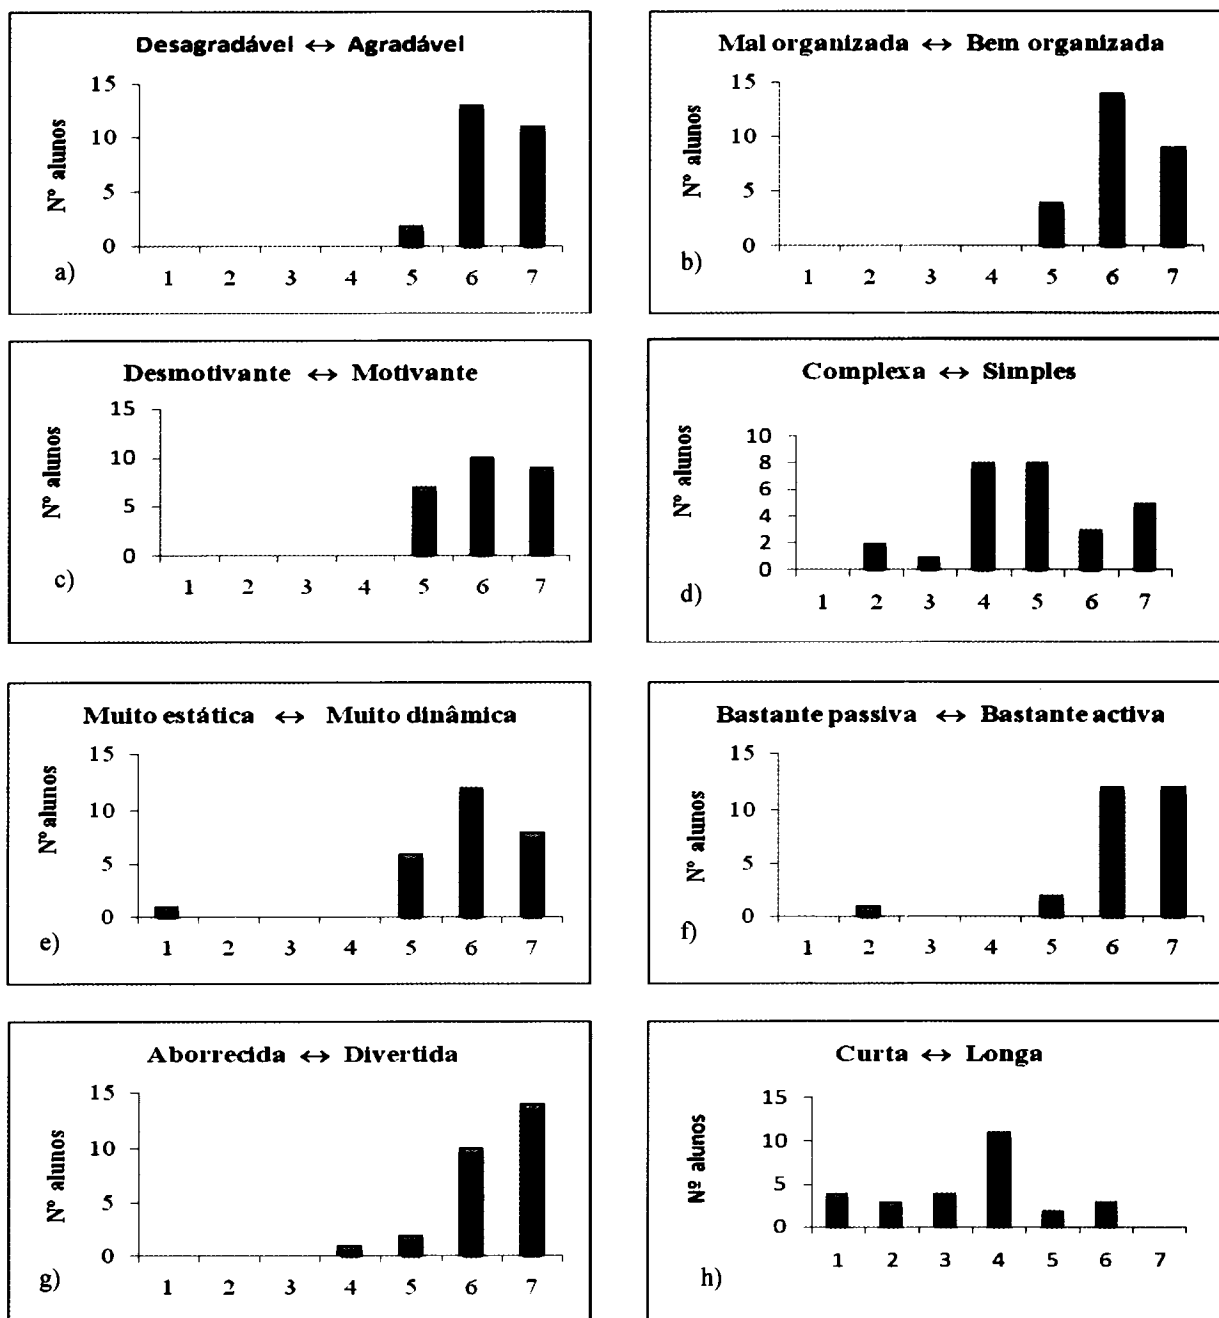 Desagradável ↔ Agradável
Nº alunos
15
10
5
0
a)
1 2 3 4 5 6 7
Mal organizada ↔ Bem organizada
Nº alunos
15
10
5
0
b)
1 2 3 4 5 6 7
Desmotivante ↔ Motivante
Nº alunos
15
10
5
0
c)
1 2 3 4 5 6 7
Complexa ↔ Simples
Nº alunos
10
8
6
4
2
0
d)
1 2 3 4 5 6 7
Muito estática ↔ Muito dinâmica
Nº alunos
15
10
5
0
e)
1 2 3 4 5 6 7
Bastante passiva ↔ Bastante activa
Nº alunos
15
10
5
0
f)
1 2 3 4 5 6 7
Aborrecida ↔ Divertida
Nº alunos
15
10
5
0
g)
1 2 3 4 5 6 7
Curta ↔ Longa
Nº alunos
15
10
5
0
h)
1 2 3 4 5 6 7